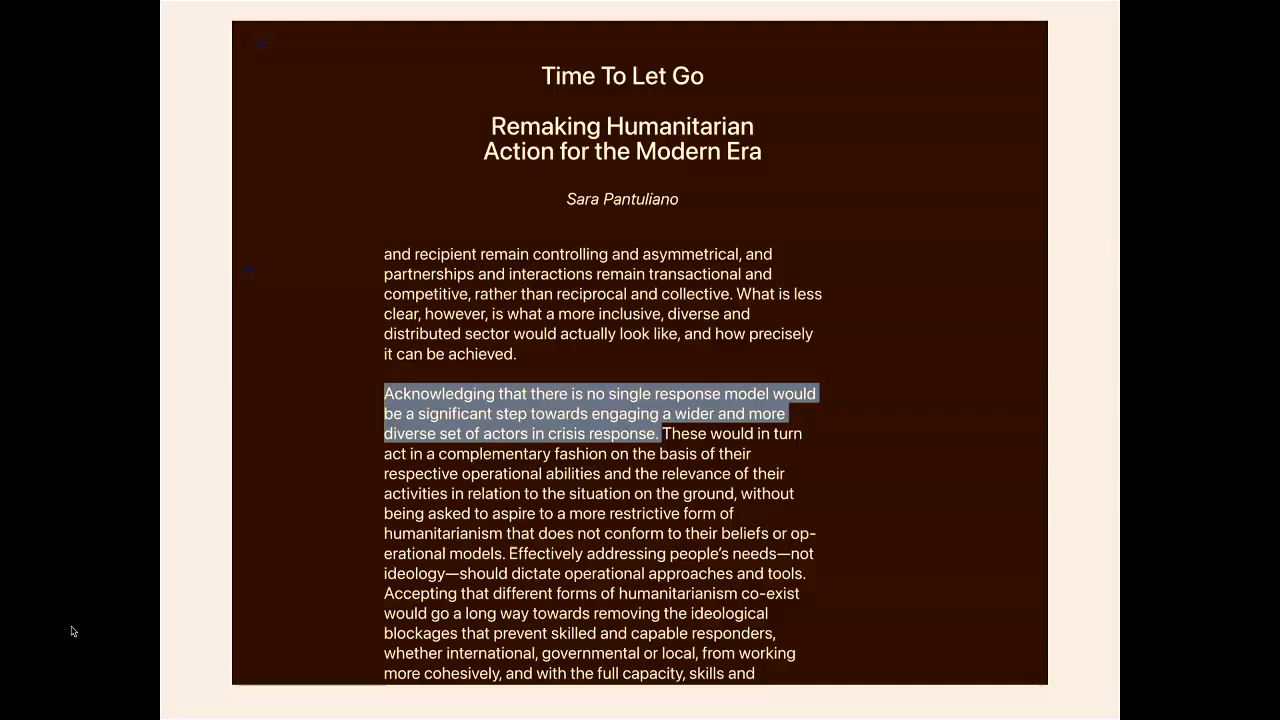 Time To Let Go
Remaking Humanitarian
Action for the Modern Era
Sara Pantuliano
and recipient remain controlling and asymmetrical, and
partnerships and interactions remain transactional and
competitive, rather than reciprocal and collective. What is less
clear, however, is what a more inclusive, diverse and
distributed sector would actually look like, and how precisely
it can be achieved.
Acknowledging that there is no single response model would
be a significant step towards engaging a wider and more
diverse set of actors in crisis response. These would in turn
act in a complementary fashion on the basis of their
respective operational abilities and the relevance of their
activities in relation to the situation on the ground, without
being asked to aspire to a more restrictive form of
humanitarianism that does not conform to their beliefs or op-
erational models. Effectively addressing people’s needs—not
ideology—should dictate operational approaches and tools.
Accepting that different forms of humanitarianism co-exist
would go a long way towards removing the ideological
blockages that prevent skilled and capable responders,
whether international, governmental or local, from working
more cohesively, and with the full capacity, skills and